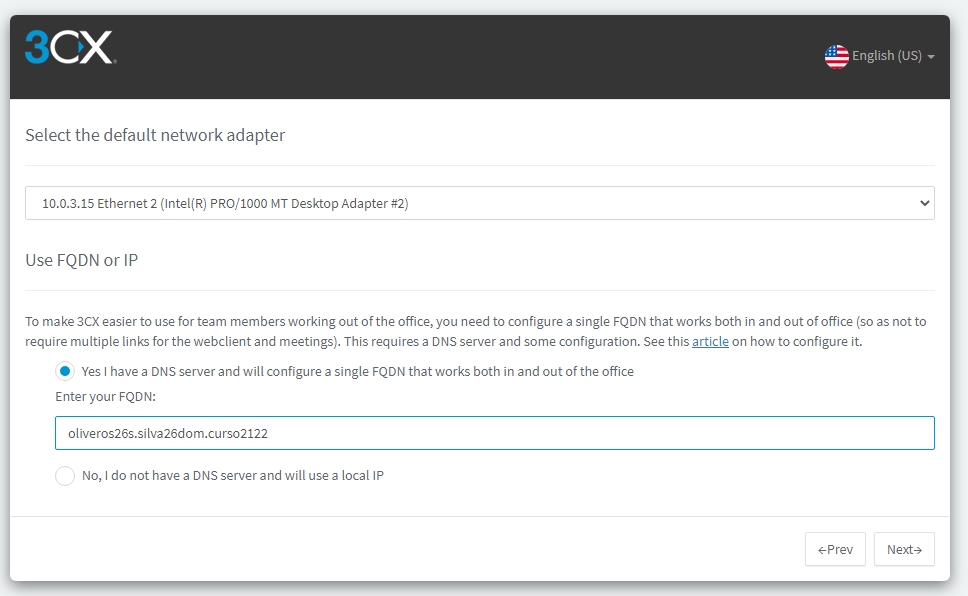 3CX
English (US)
Select the default network adapter
10.0.3.15 Ethernet 2 (Intel(R) PRO/1000 MT Desktop Adapter #2)
Use FQDN or IP
To make 3CX easier to use for team members working out of the office, you need to configure a single FQDN that works both in and out of office (so as not to
require multiple links for the webclient and meetings). This requires a DNS server and some configuration. See this article on how to configure it.
Yes I have a DNS server and will configure a single FQDN that works both in and out of the office
Enter your FQDN:
oliveros26s.silva26dom.curso2122
No, I do not have a DNS server and will use a local IP
←Prev Next→